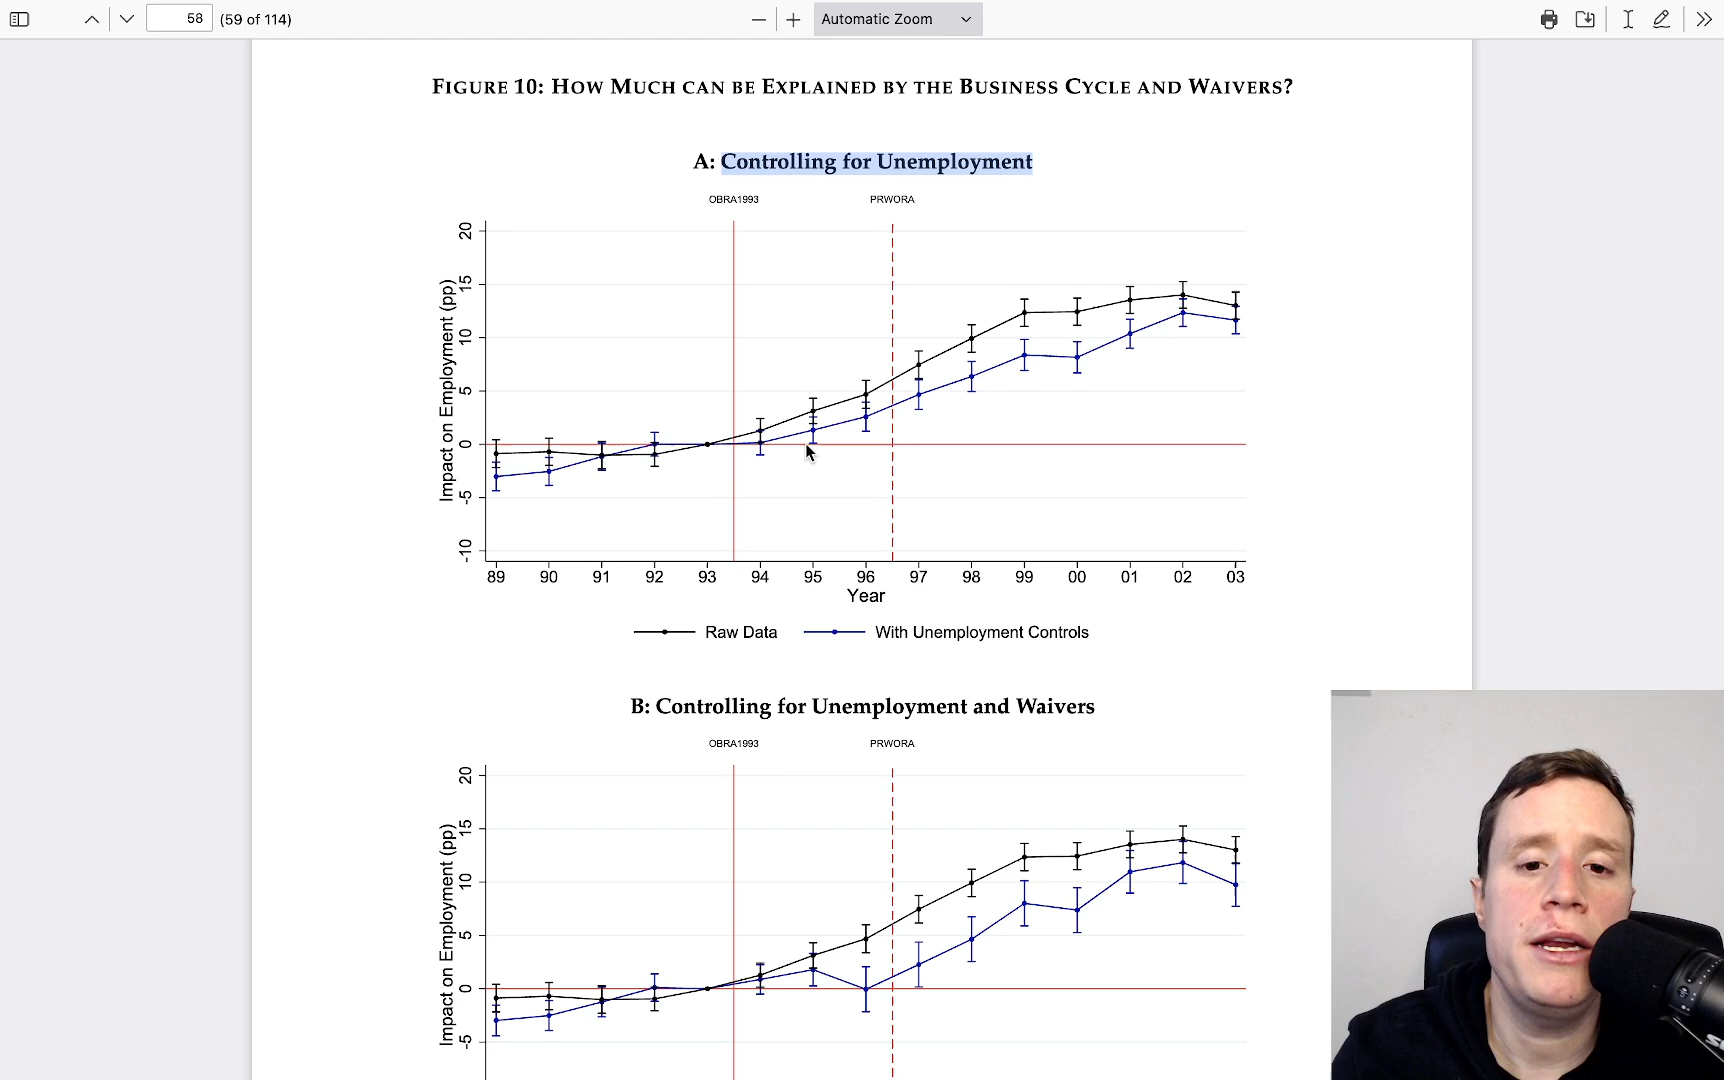 58 (59 of 114) Automatic Zoom
FIGURE 10: HOW MUCH CAN BE EXPLAINED BY THE BUSINESS CYCLE AND WAIVERS?
A: Controlling for Unemployment
OBRA1993 PRWORA
Impact on Employment (pp)
20
15
10
5
0
-5
-10
89 90 91 92 93 94 95 96 97 98 99 00 01 02 03
Year
Raw Data With Unemployment Controls
B: Controlling for Unemployment and Waivers
OBRA1993 PRWORA
Impact on Employment (pp)
20
15
10
5
0
-5